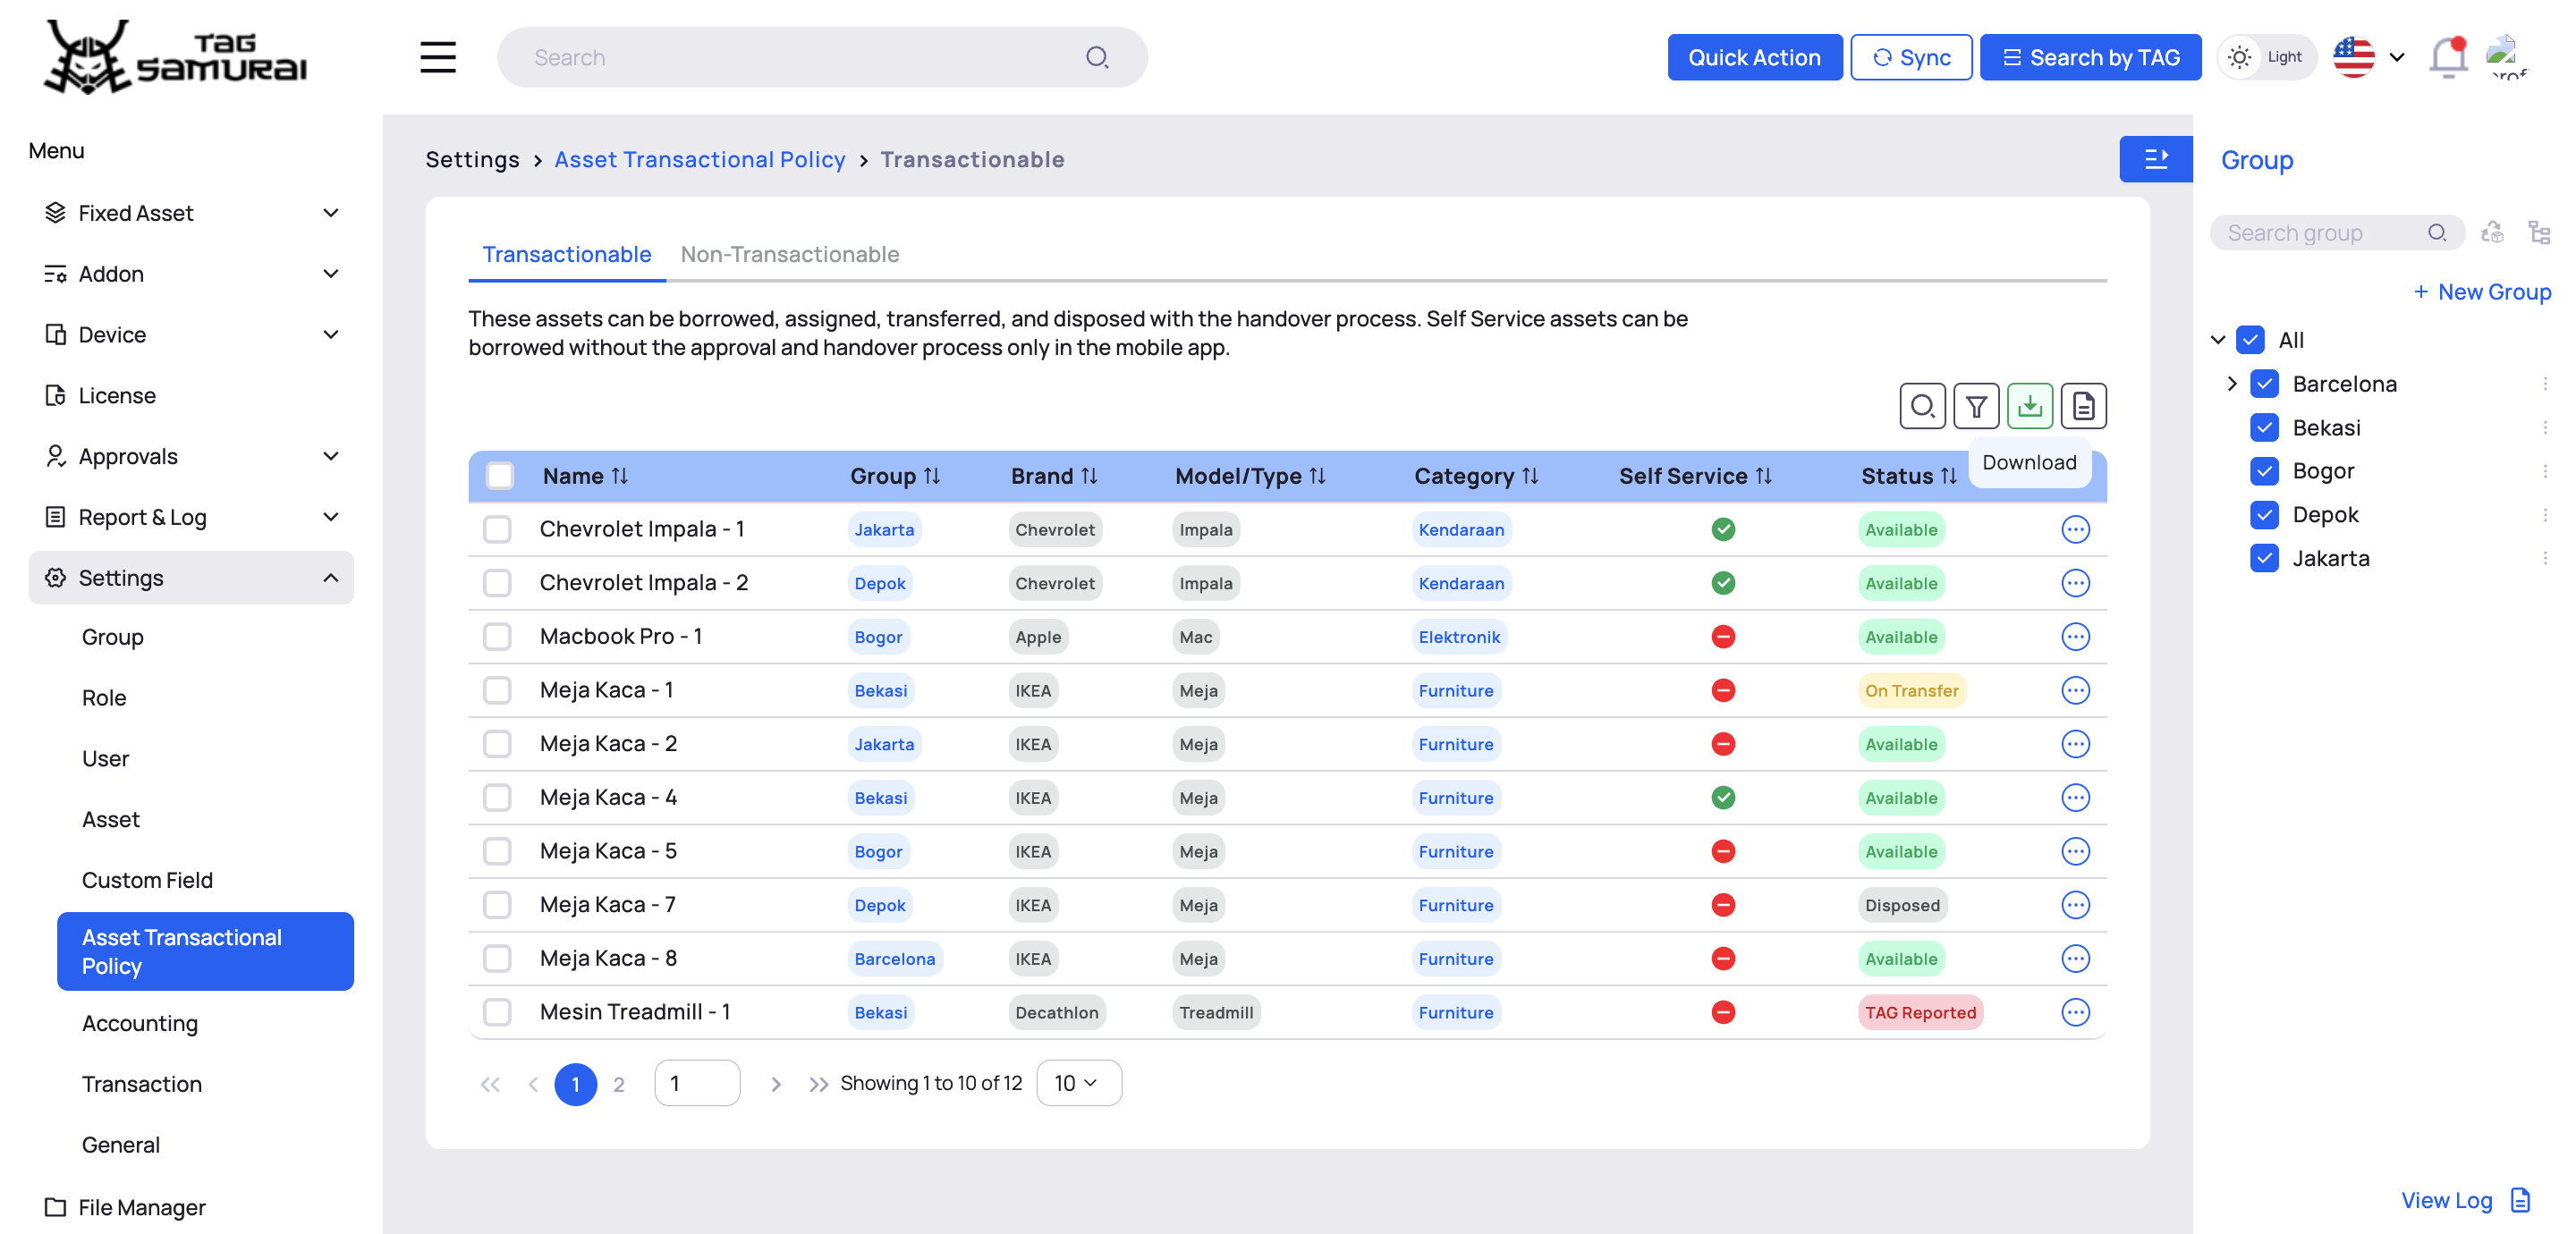 TAG
SAMURAI
Search
Quick Action
Sync
Search by TAG
Light
prof
Menu
Fixed Asset
Addon
Device
License
Approvals
Report & Log
Settings
Group
Role
User
Asset
Custom Field
Asset Transactional
Policy
Accounting
Transaction
General
File Manager
Settings > Asset Transactional Policy > Transactionable
Transactionable
Non-Transactionable
These assets can be borrowed, assigned, transferred, and disposed with the handover process. Self Service assets can be
borrowed without the approval and handover process only in the mobile app.
Download
Name Group Brand Model/Type Category Self Service Status
Chevrolet Impala - 1 Jakarta Chevrolet Impala Kendaraan Available
Chevrolet Impala - 2 Depok Chevrolet Impala Kendaraan Available
Macbook Pro - 1 Bogor Apple Mac Elektronik Available
Meja Kaca - 1 Bekasi IKEA Meja Furniture On Transfer
Meja Kaca - 2 Jakarta IKEA Meja Furniture Available
Meja Kaca - 4 Bekasi IKEA Meja Furniture Available
Meja Kaca - 5 Bogor IKEA Meja Furniture Available
Meja Kaca - 7 Depok IKEA Meja Furniture Disposed
Meja Kaca - 8 Barcelona IKEA Meja Furniture Available
Mesin Treadmill - 1 Bekasi Decathlon Treadmill Furniture TAG Reported
1 2 1 Showing 1 to 10 of 12 10
Group
Search group
+ New Group
All
Barcelona
Bekasi
Bogor
Depok
Jakarta
View Log